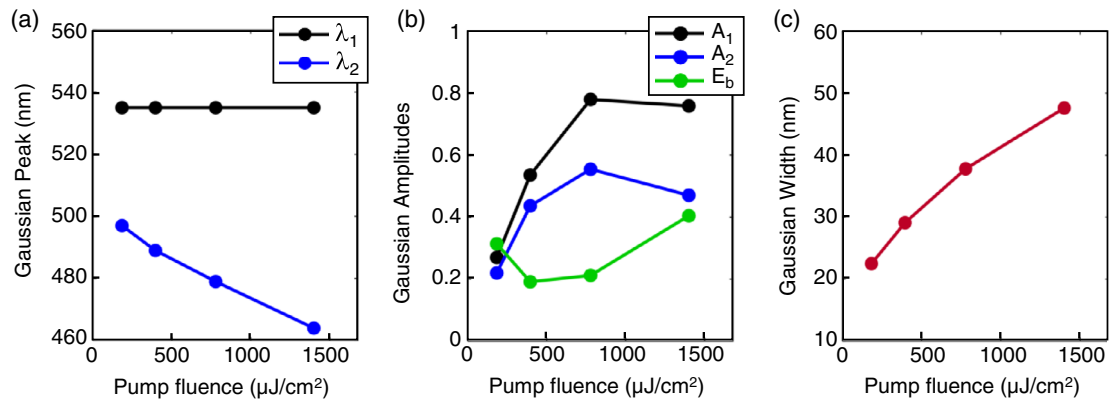 (a)
560
540
520
500
480
460
0
500
1000
1500
Gaussian Peak (nm)
Pump fluence (µJ/cm²)
λ₁
λ₂
(b)
1
0.8
0.6
0.4
0.2
0
0
500
1000
1500
Gaussian Amplitudes
Pump fluence (µJ/cm²)
A₁
A₂
E_b
(c)
60
50
40
30
20
10
0
500
1000
1500
Gaussian Width (nm)
Pump fluence (µJ/cm²)